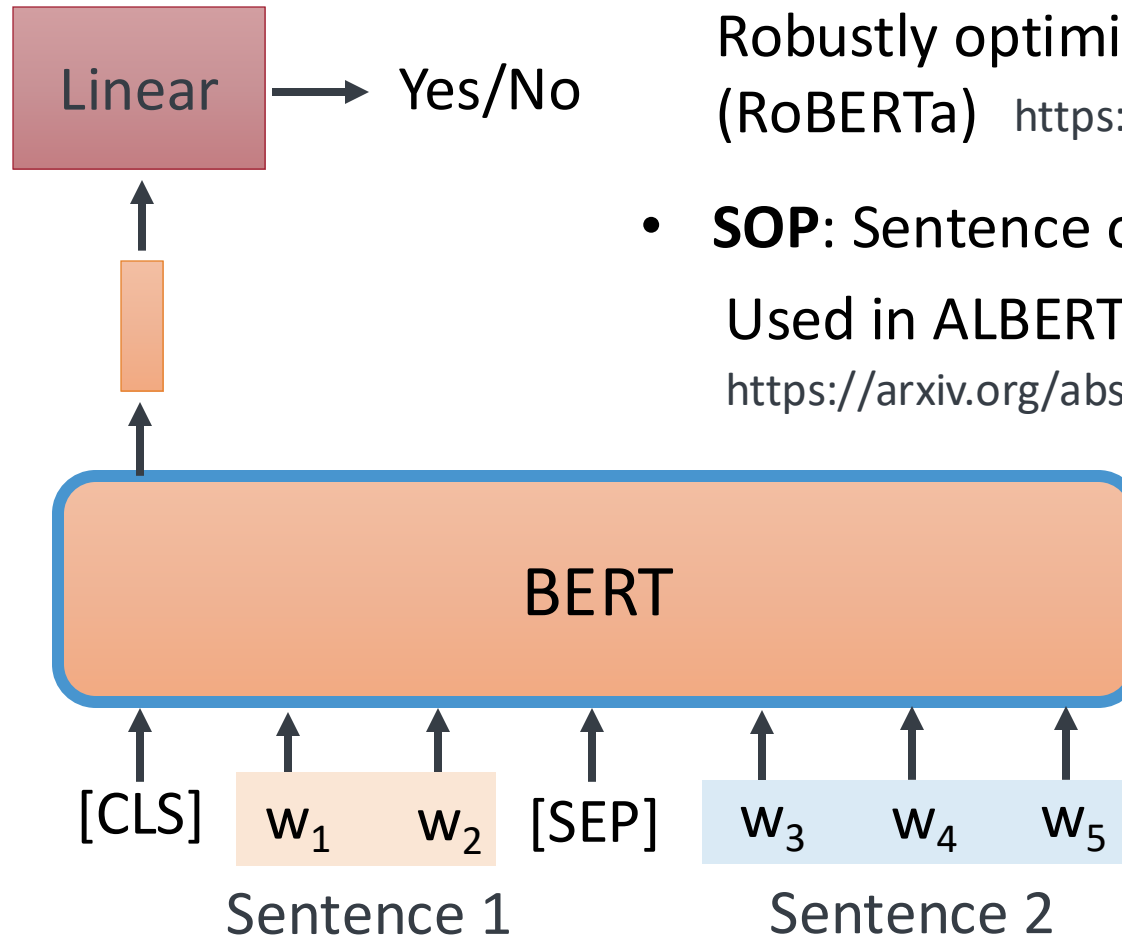 Linear
Yes/No
Robustly optimi
(RoBERTa) https:
• SOP: Sentence
Used in ALBERT
https://arxiv.org/abs
BERT
[CLS] w1 w2 [SEP] w3 w4 w5
Sentence 1 Sentence 2